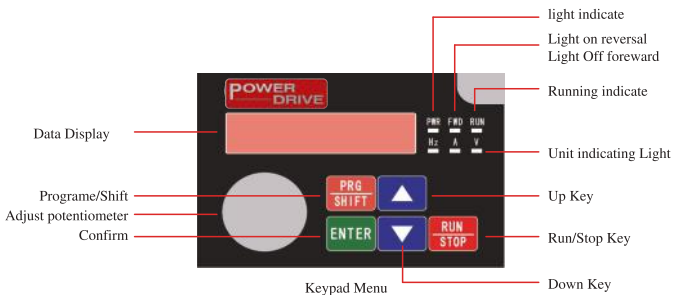 light indicate
Light on reversal
Light Off foreward
Running indicate
POWER
DRIVE
PWR FWD RUN
Hz A V
Data Display
Unit indicating Light
Programe/Shift
PRG
SHIFT
Up Key
Adjust potentiometer
Confirm
ENTER
RUN
STOP
Run/Stop Key
Keypad Menu
Down Key